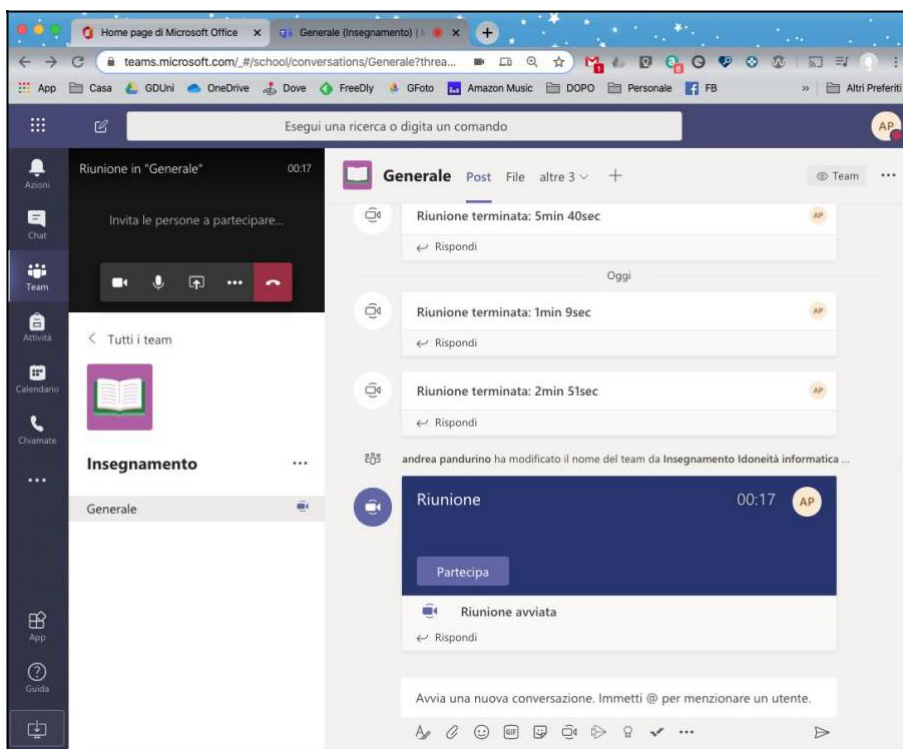 Home page di Microsoft Office
Generale (Insegnamento) |
teams.microsoft.com/_#/school/conversations/Generale?threa...
App
Casa
GDUni
OneDrive
Dove
FreeDly
GFoto
Amazon Music
DOPO
Personale
FB
»
Altri Preferiti
Esegui una ricerca o digita un comando
AP
Azioni
Chat
Team
Attività
Calendario
Chiamate
App
Guida
Riunione in "Generale" 00:17
Invita le persone a partecipare...
Tutti i team
Insegnamento
Generale
Generale Post File altre 3
Team
Riunione terminata: 5min 40sec
AP
Rispondi
Oggi
Riunione terminata: 1min 9sec
AP
Rispondi
Riunione terminata: 2min 51sec
AP
Rispondi
andrea pandurino ha modificato il nome del team da Insegnamento Idoneità informatica ...
Riunione 00:17 AP
Partecipa
Riunione avviata
Rispondi
Avvia una nuova conversazione. Immetti @ per menzionare un utente.
GIF